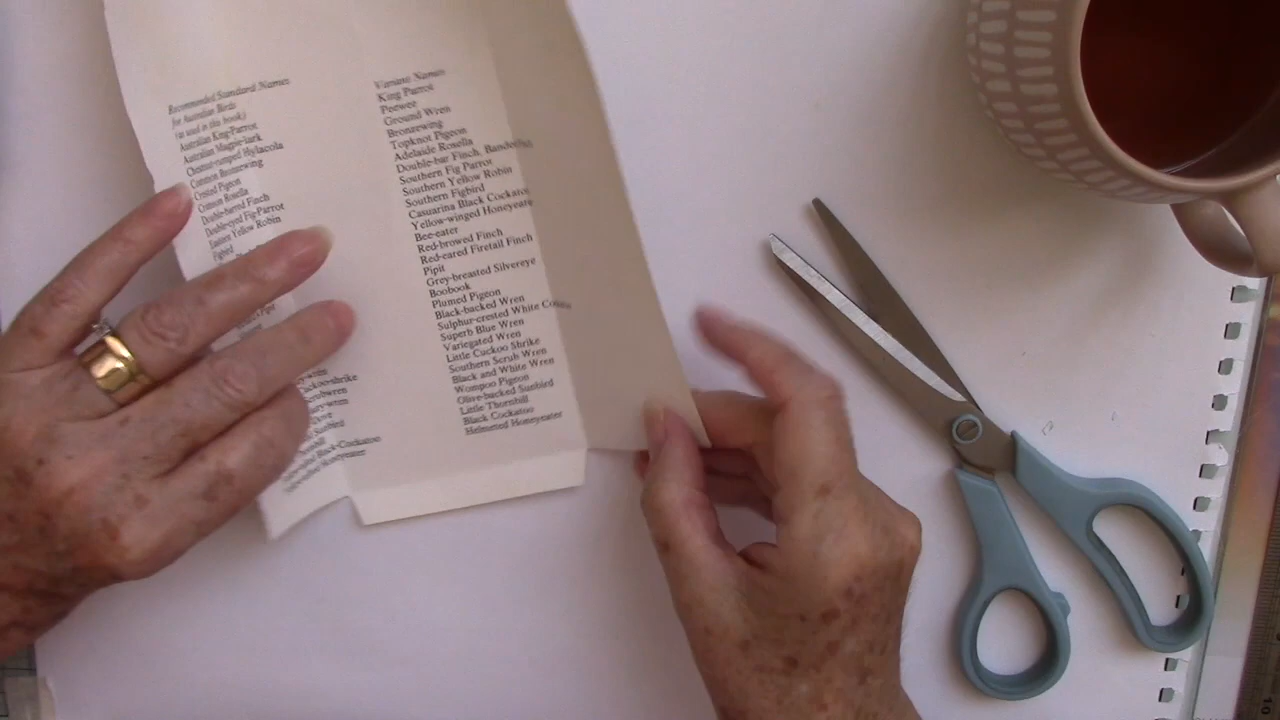 Recommended Standard Names
for Australian Birds
(as used in this book)
Australian King-Parrot
Australian Magpie-lark
Chestnut-rumped Hylacola
Common Bronzewing
Crested Pigeon
Crimson Rosella
Double-barred Finch
Double-eyed Fig-Parrot
Eastern Yellow Robin
Figbird
Cuckoo-shrike
Black-Cockatoo
Honeyeater
Variant Names
King Parrot
Peewee
Ground Wren
Bronzewing
Topknot Pigeon
Adelaide Rosella
Double-bar Finch,
Southern Fig Parrot
Southern Yellow Robin
Southern Figbird
Casuarina Black Cockatoo
Yellow-winged Honeyeate
Bee-eater
Red-browed Finch
Red-eared Firetail Finch
Pipit
Grey-breasted Silvereye
Boobook
Plumed Pigeon
Black-backed Wren
Sulphur-crested White
Superb Blue Wren
Variegated Wren
Little Cuckoo Shrike
Southern Scrub Wren
Black and White Wren
Wompoo Pigeon
Olive-backed Sunbird
Little Thornbill
Black Cockatoo
Helmeted Honeyeater
10